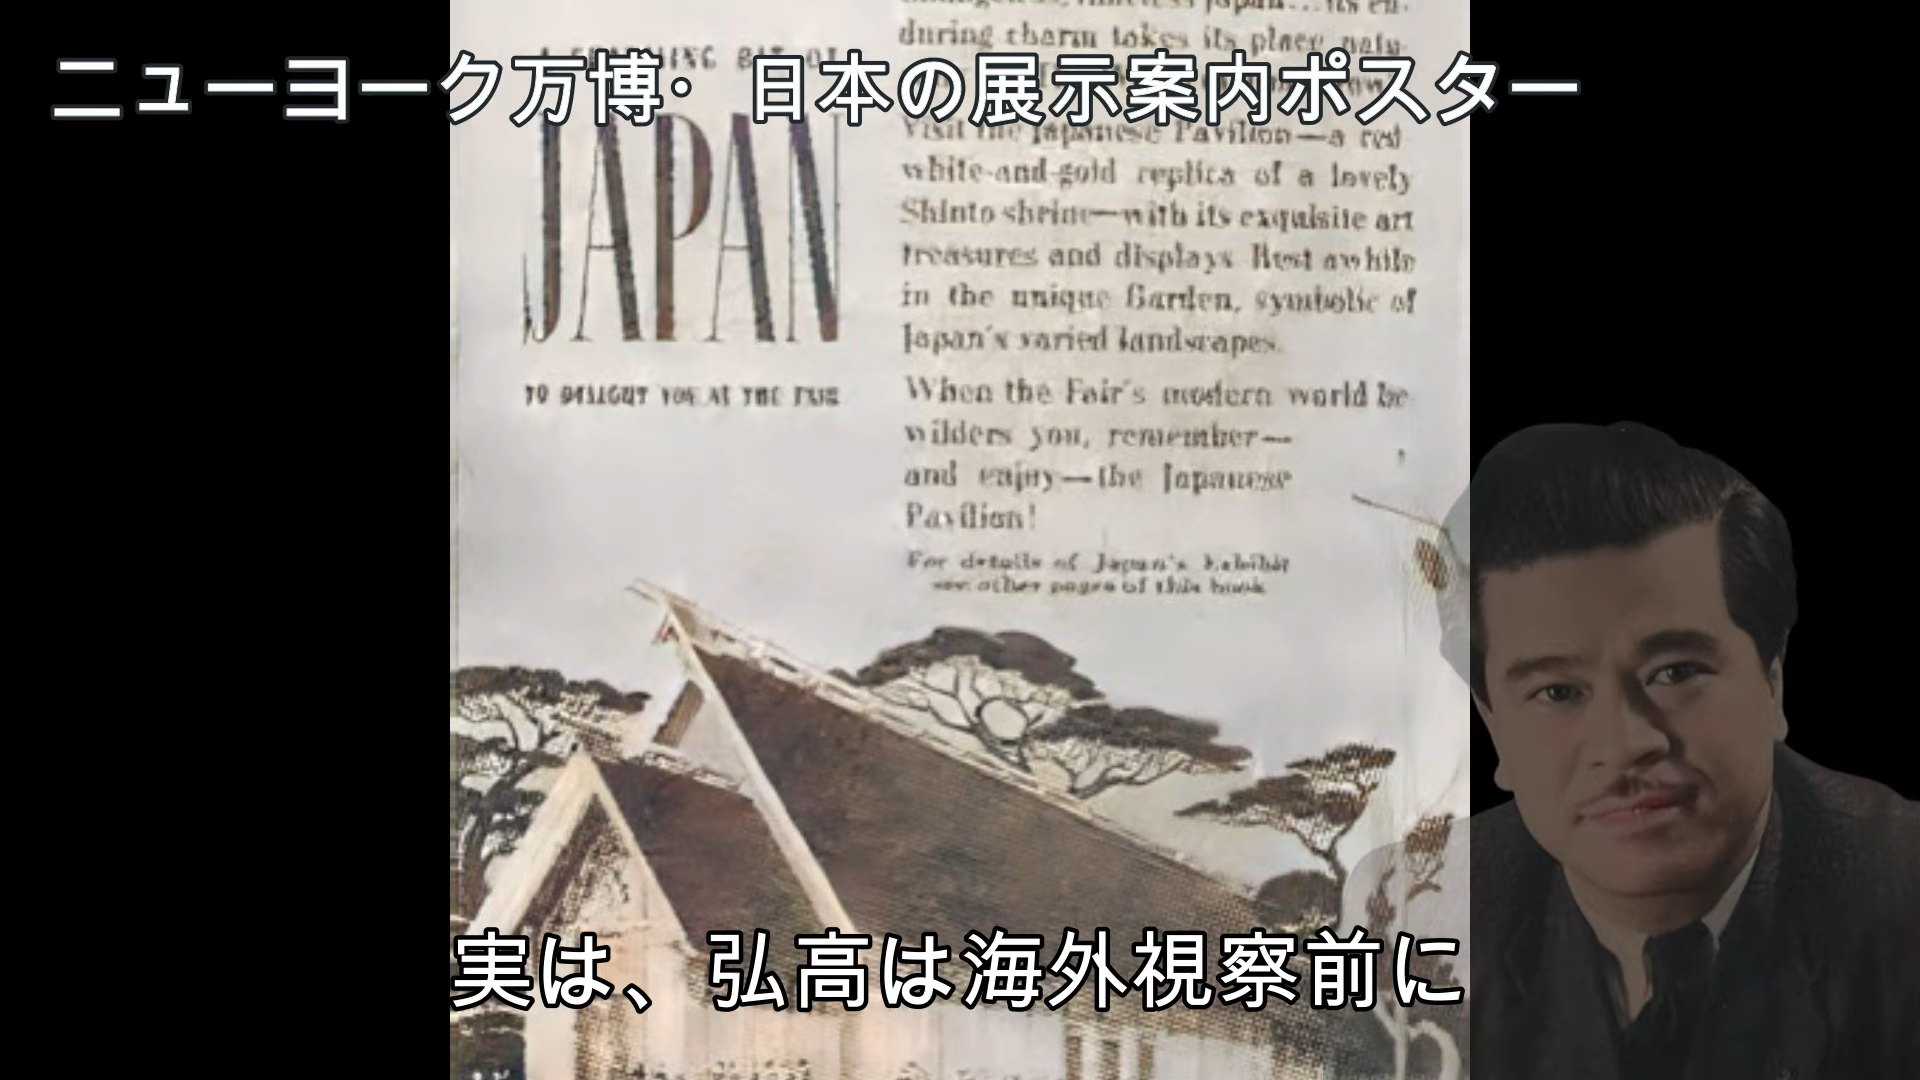 ニューヨーク万博・日本の展示案内ポスター
JAPAN
TO DELIGHT YOU AT THE FAIR
during charm takes its place natu-
Visit the Japanese Pavilion—a red-
white-and-gold replica of a lovely
Shinto shrine—with its exquisite art
treasures and displays. Rest awhile
in the unique Garden, symbolic of
Japan's varied landscapes.
When the Fair's modern world be-
wilders you, remember—
and enjoy—the Japanese
Pavilion!
For details of Japan's Exhibit
see other pages of this book
実は、弘高は海外視察前に